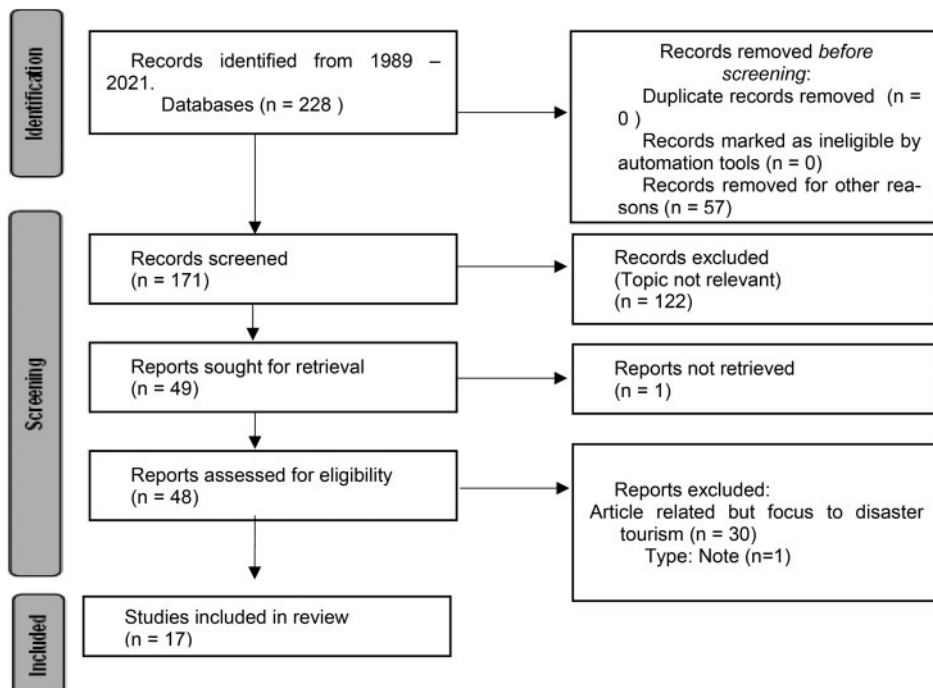 Identification
Records identified from 1989 –
2021.
Databases (n = 228 )
Records removed before
screening:
Duplicate records removed (n =
0 )
Records marked as ineligible by
automation tools (n = 0)
Records removed for other rea-
sons (n = 57)
Screening
Records screened
(n = 171)
Records excluded
(Topic not relevant)
(n = 122)
Reports sought for retrieval
(n = 49)
Reports not retrieved
(n = 1)
Reports assessed for eligibility
(n = 48)
Reports excluded:
Article related but focus to disaster
tourism (n = 30)
Type: Note (n=1)
Included
Studies included in review
(n = 17)